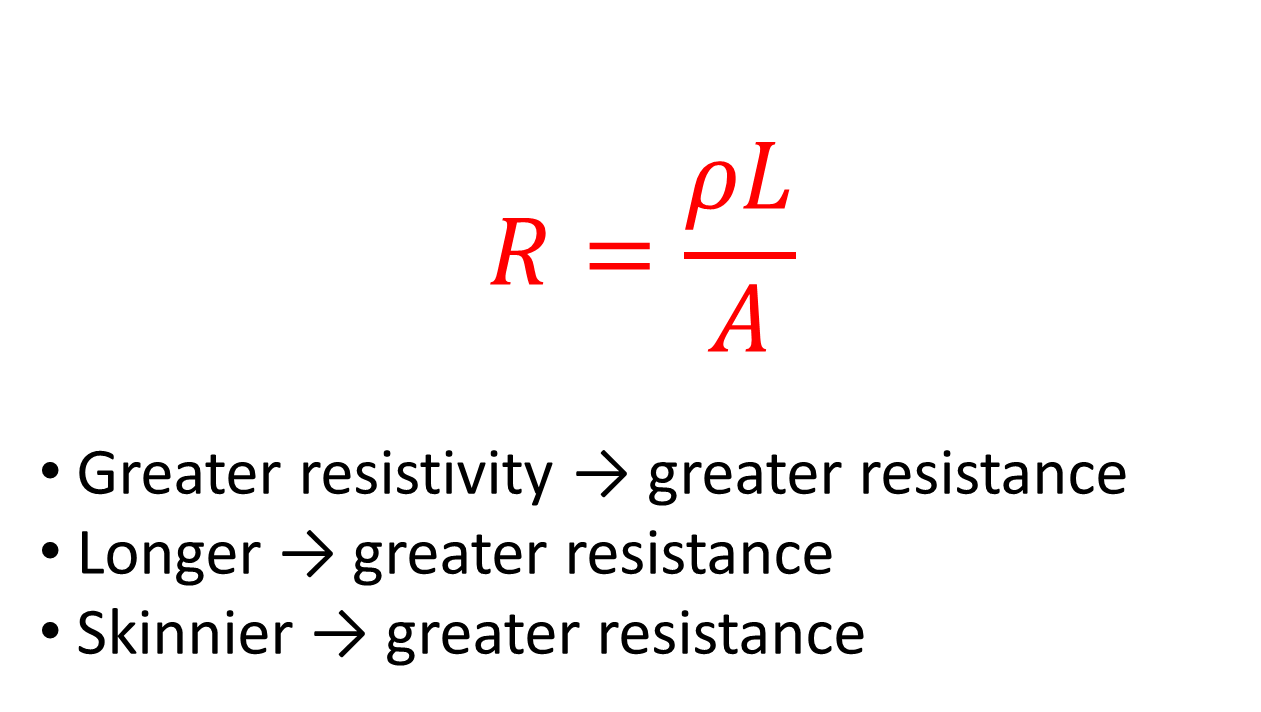 R = ρL/A
• Greater resistivity → greater resistance
• Longer → greater resistance
• Skinnier → greater resistance